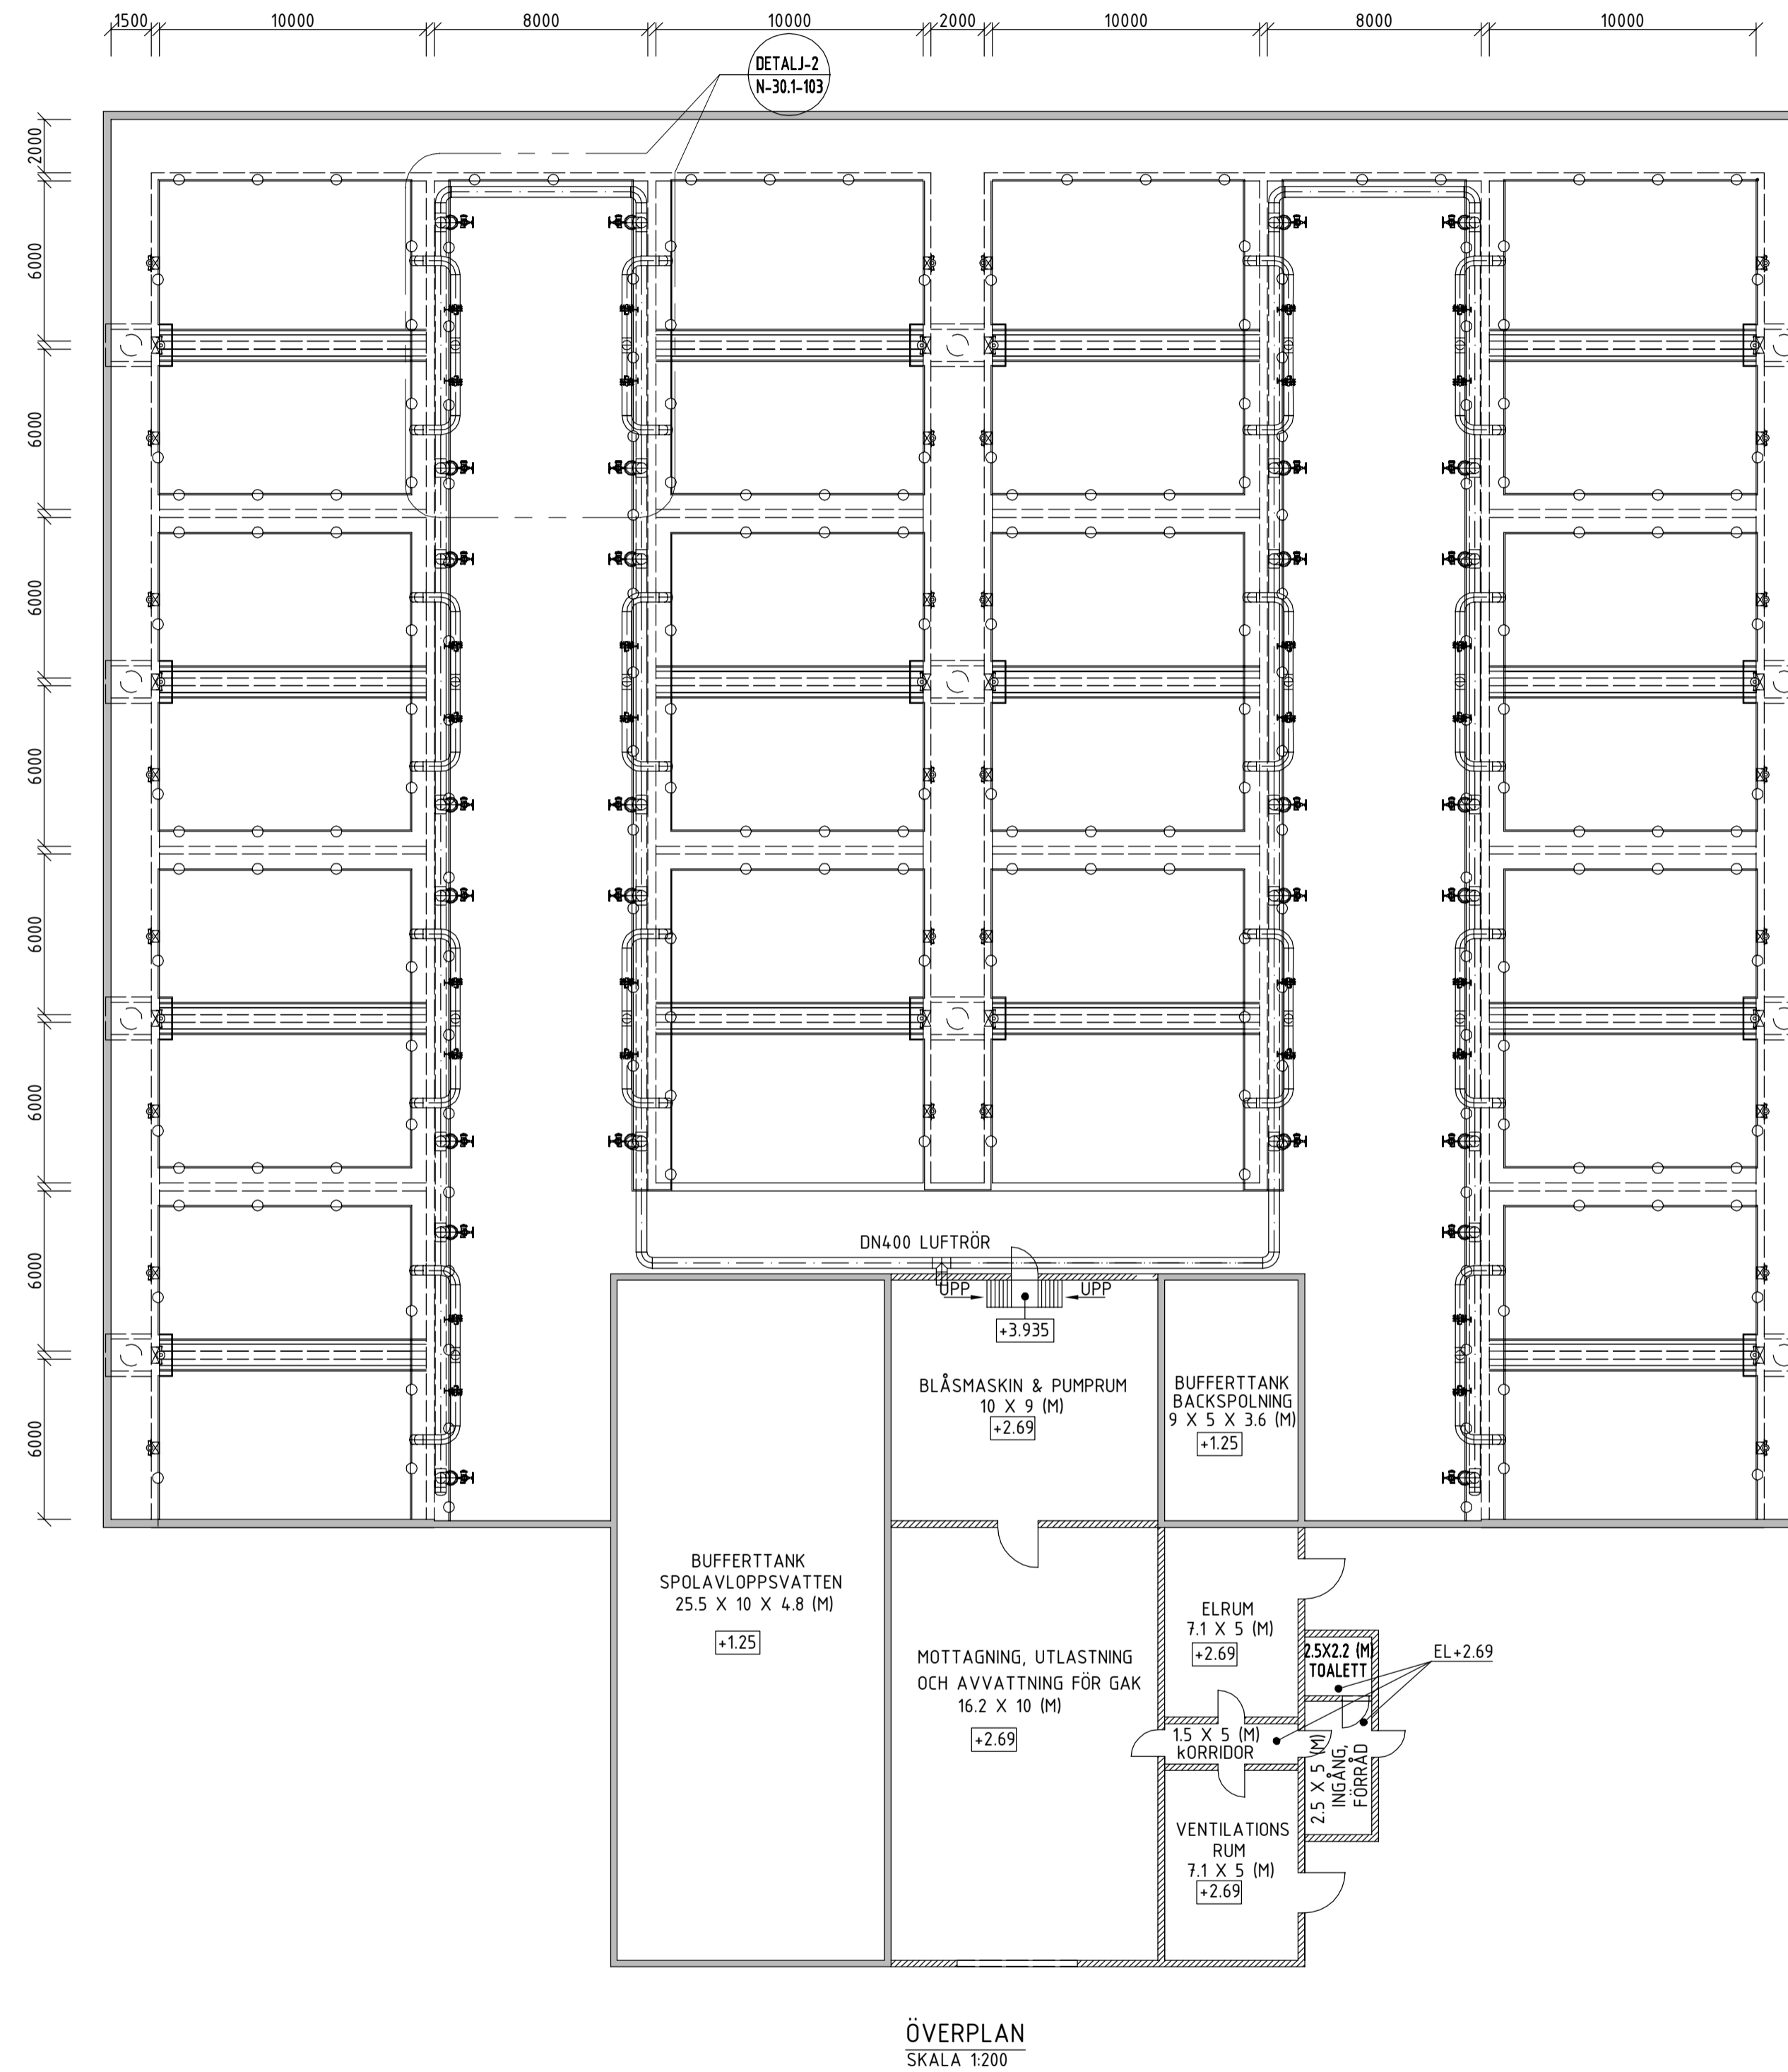 1500
10000
8000
10000
2000
10000
8000
10000
DETALJ-2
N-30.1-103
2000
6000
6000
6000
6000
6000
6000
6000
6000
DN400 LUFTRÖR
UPP
UPP
+3.935
BLÅSMASKIN & PUMPRUM
10 X 9 (M)
+2.69
BUFFERTTANK
BACKSPOLNING
9 X 5 X 3.6 (M)
+1.25
BUFFERTTANK
SPOLAVLOPPSVATTEN
25.5 X 10 X 4.8 (M)
+1.25
MOTTAGNING, UTLASTNING
OCH AVVATTNING FÖR GAK
16.2 X 10 (M)
+2.69
ELRUM
7.1 X 5 (M)
+2.69
2.5X2.2 (M)
TOALETT
EL+2.69
1.5 X 5 (M)
kORRIDOR
2.5 X 5 (M)
INGÅNG,
FÖRRÅD
VENTILATIONS
RUM
7.1 X 5 (M)
+2.69
ÖVERPLAN
SKALA 1:200